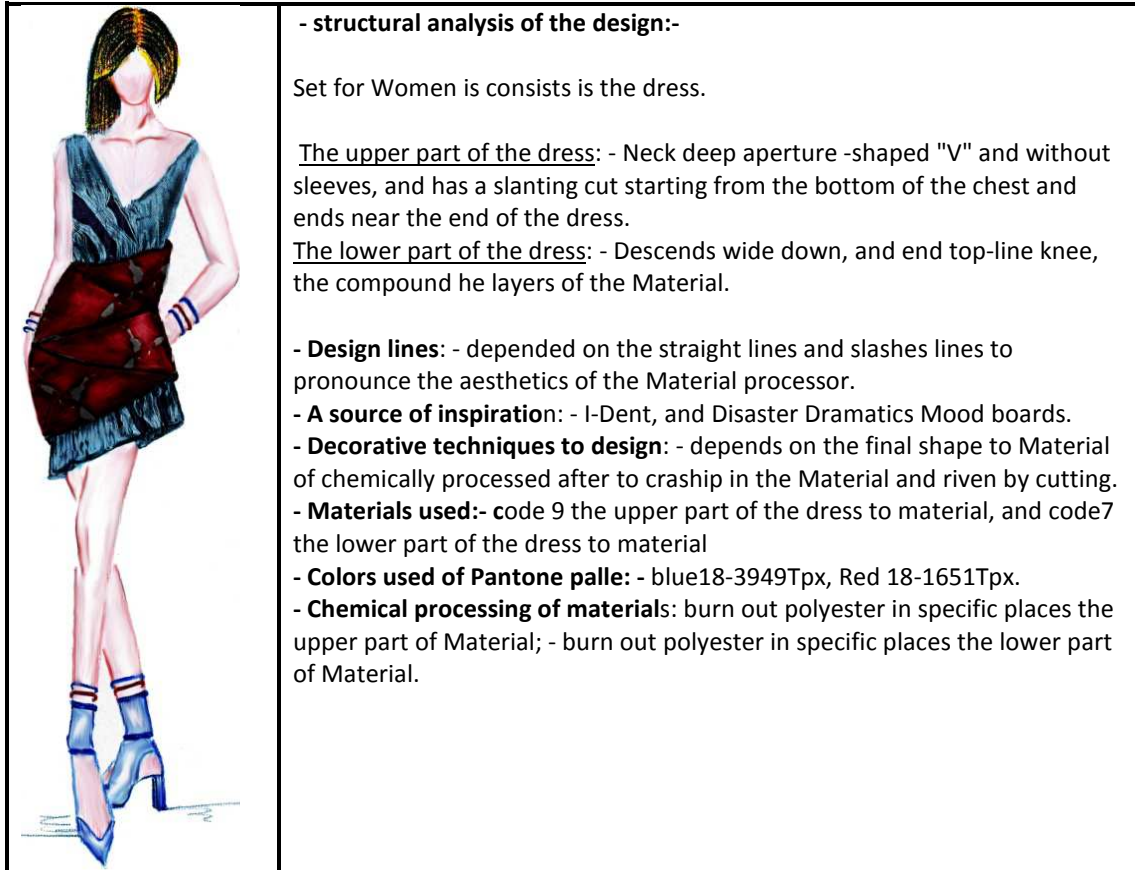 - structural analysis of the design:-
Set for Women is consists is the dress.
The upper part of the dress: - Neck deep aperture -shaped "V" and without
sleeves, and has a slanting cut starting from the bottom of the chest and
ends near the end of the dress.
The lower part of the dress: - Descends wide down, and end top-line knee,
the compound he layers of the Material.
- Design lines: - depended on the straight lines and slashes lines to
pronounce the aesthetics of the Material processor.
- A source of inspiration: - I-Dent, and Disaster Dramatics Mood boards.
- Decorative techniques to design: - depends on the final shape to Material
of chemically processed after to craship in the Material and riven by cutting.
- Materials used:- code 9 the upper part of the dress to material, and code7
the lower part of the dress to material
- Colors used of Pantone palle: - blue18-3949Tpx, Red 18-1651Tpx.
- Chemical processing of materials: burn out polyester in specific places the
upper part of Material; - burn out polyester in specific places the lower part
of Material.